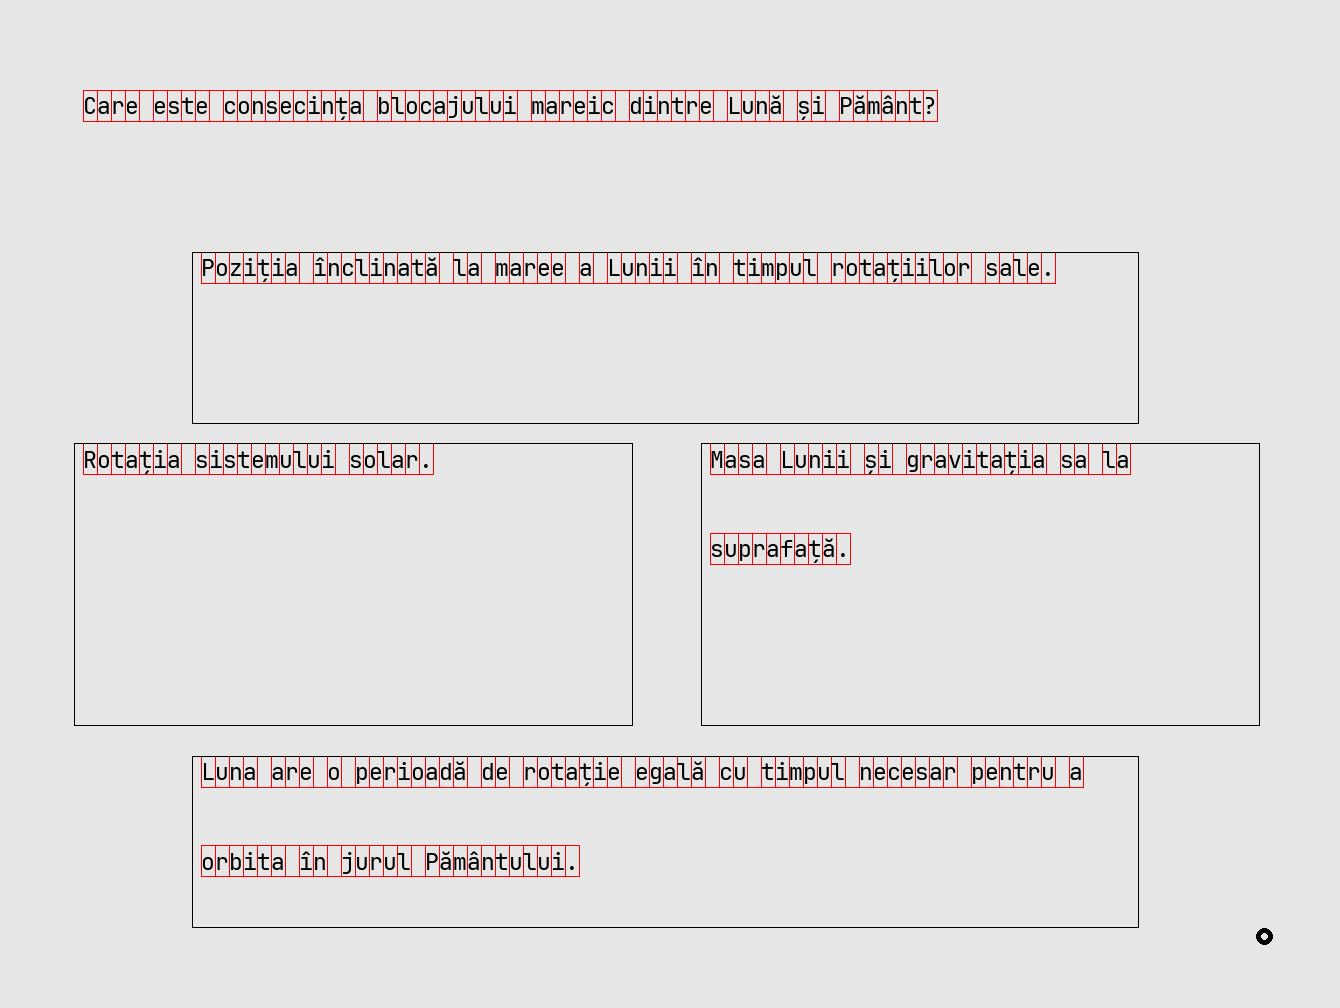 Care este consecința blocajului mareic dintre Lună și Pământ?
Poziția înclinată la maree a Lunii în timpul rotațiilor sale.
Rotația sistemului solar.
Masa Lunii și gravitația sa la
suprafață.
Luna are o perioadă de rotație egală cu timpul necesar pentru a
orbita în jurul Pământului.